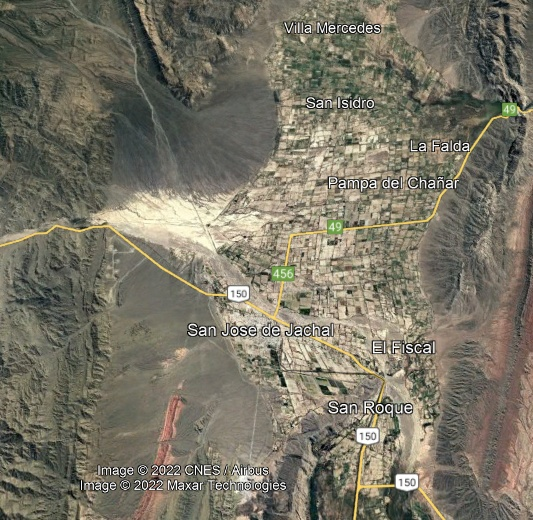 Villa Mercedes
San Isidro
49
La Falda
Pampa del Chañar
49
456
150
San Jose de Jachal
El Fiscal
San Roque
150
Image © 2022 CNES / Airbus
150
Image © 2022 Maxar Technologies